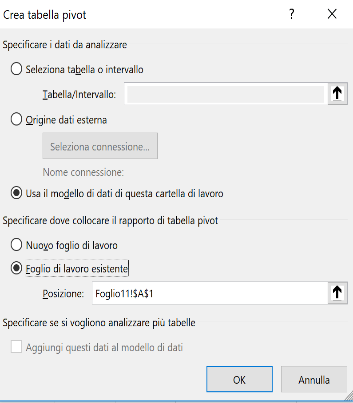 Crea tabella pivot
Specificare i dati da analizzare
Seleziona tabella o intervallo
Tabella/Intervallo:
Origine dati esterna
Seleziona connessione...
Nome connessione:
Usa il modello di dati di questa cartella di lavoro
Specificare dove collocare il rapporto di tabella pivot
Nuovo foglio di lavoro
Foglio di lavoro esistente
Posizione: Foglio11!$A$1
Specificare se si vogliono analizzare più tabelle
Aggiungi questi dati al modello di dati
OK Annulla